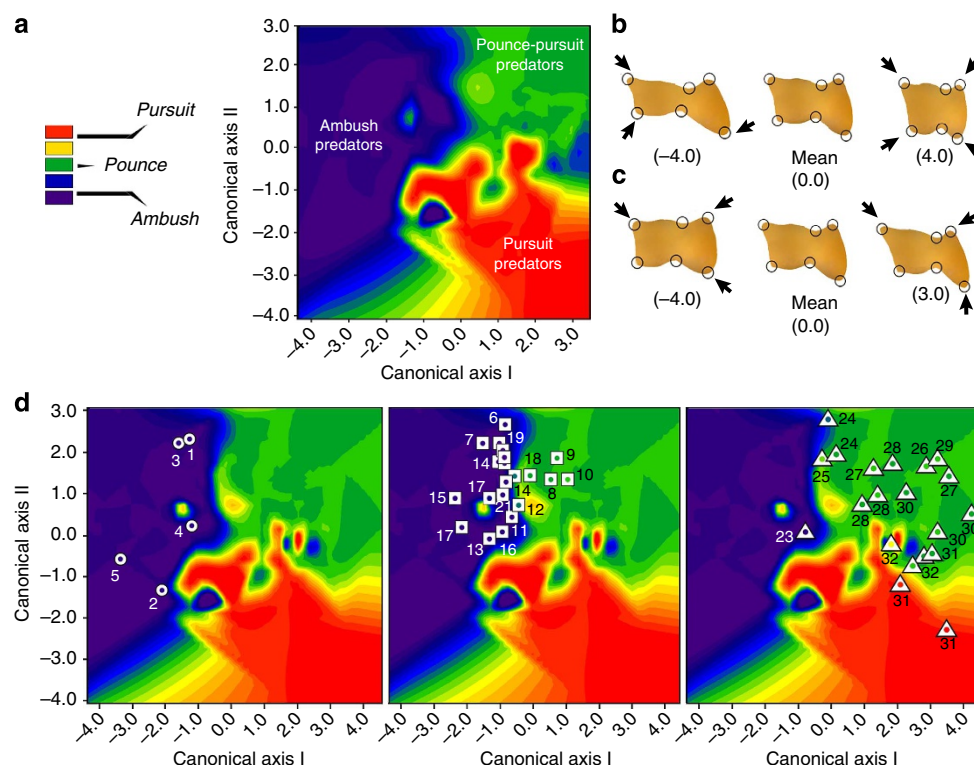 a
Pursuit
Pounce
Ambush
Canonical axis II
3.0
2.0
1.0
0.0
−1.0
−2.0
−3.0
−4.0
Pounce-pursuit
predators
Ambush
predators
Pursuit
predators
−4.0 −3.0 −2.0 −1.0 0.0 1.0 2.0 3.0
Canonical axis I
b
(−4.0)
Mean
(0.0)
(4.0)
c
(−4.0)
Mean
(0.0)
(3.0)
d
Canonical axis II
3.0
2.0
1.0
0.0
−1.0
−2.0
−3.0
−4.0
3 1
4
5
2
−4.0 −3.0 −2.0 −1.0 0.0 1.0 2.0 3.0 4.0
Canonical axis I
6
7 19
14 18 9
8 10
17 14
15 21 12
17 11
13 16
−4.0 −3.0 −2.0 −1.0 0.0 1.0 2.0 3.0 4.0
Canonical axis I
24
24 28 26 29
25 27 27
28 30
23 30 30
32 31
32
31
31
−4.0 −3.0 −2.0 −1.0 0.0 1.0 2.0 3.0 4.0
Canonical axis I